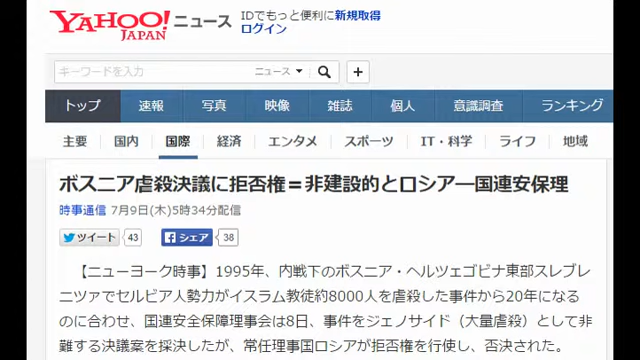 YAHOO! JAPAN ニュース
IDでもっと便利に新規取得
ログイン
キーワードを入力 ニュース
トップ 速報 写真 映像 雑誌 個人 意識調査 ランキング
主要 国内 国際 経済 エンタメ スポーツ IT・科学 ライフ 地域
ボスニア虐殺決議に拒否権＝非建設的とロシア―国連安保理
時事通信 7月9日(木)5時34分配信
ツイート 43 シェア 38
【ニューヨーク時事】1995年、内戦下のボスニア・ヘルツェゴビナ東部スレブレ
ニツァでセルビア人勢力がイスラム教徒約8000人を虐殺した事件から20年になる
のに合わせ、国連安全保障理事会は8日、事件をジェノサイド（大量虐殺）として非
難する決議案を採決したが、常任理事国ロシアが拒否権を行使し、否決された。